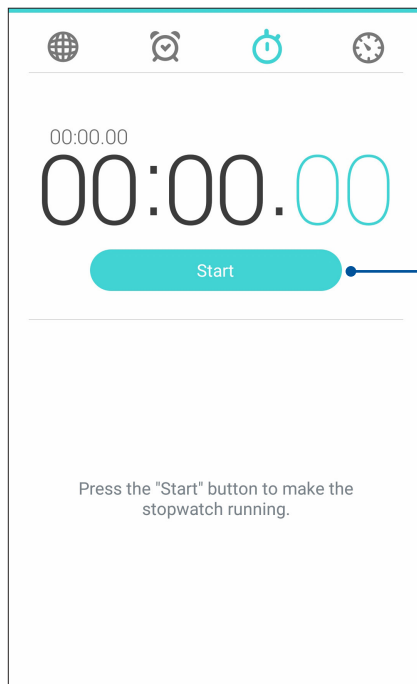 00:00.00
00:00.00
Start
Press the "Start" button to make the
stopwatch running.